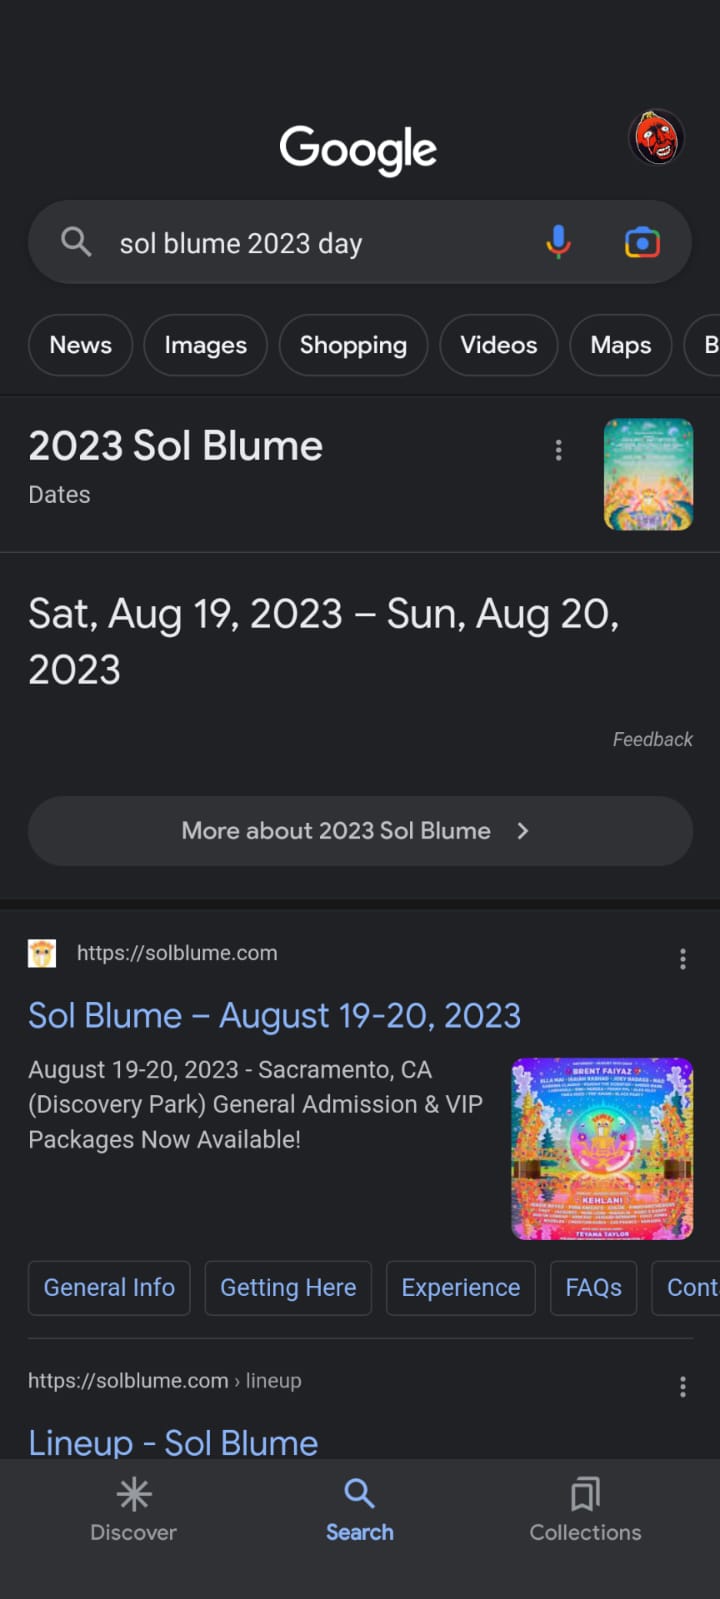 Google
sol blume 2023 day
News
Images
Shopping
Videos
Maps
B
2023 Sol Blume
Dates
Sat, Aug 19, 2023 – Sun, Aug 20,
2023
Feedback
More about 2023 Sol Blume
https://solblume.com
Sol Blume – August 19-20, 2023
August 19-20, 2023 - Sacramento, CA
(Discovery Park) General Admission & VIP
Packages Now Available!
BRENT FAIYAZ
KEHLANI
TEYANA TAYLOR
General Info
Getting Here
Experience
FAQs
Cont
https://solblume.com › lineup
Lineup - Sol Blume
Discover
Search
Collections